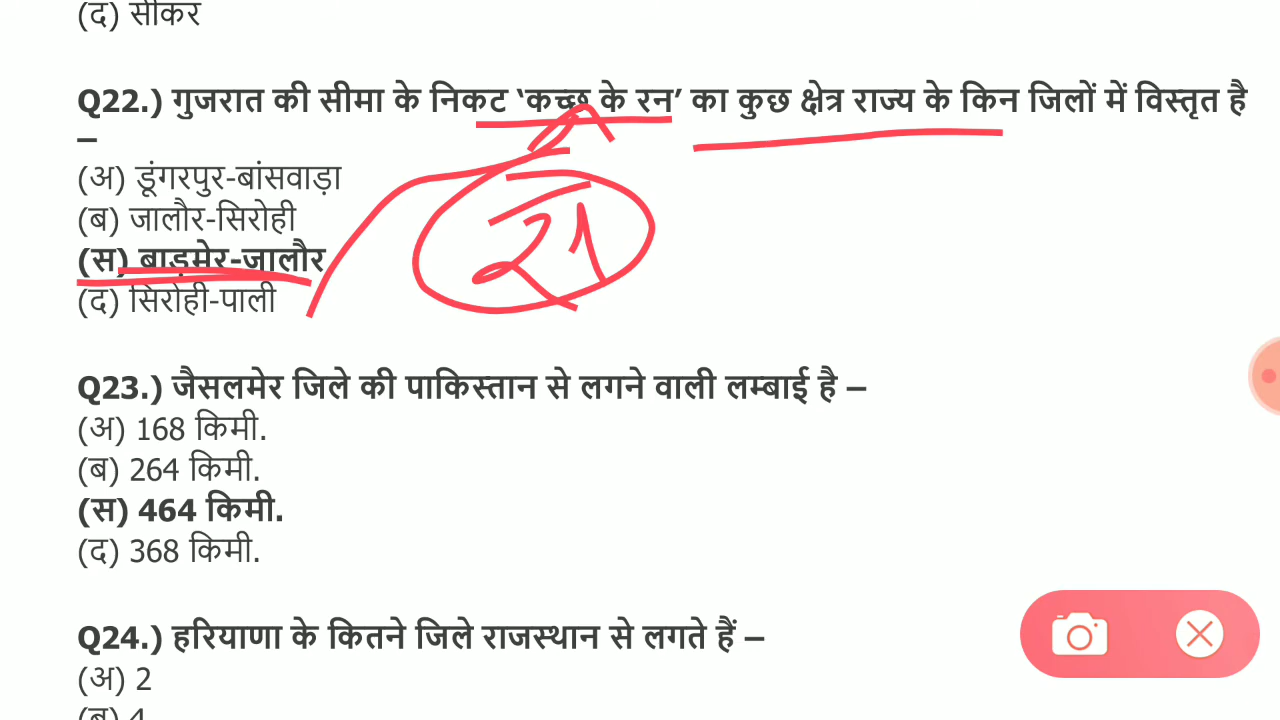 (द) सीकर
Q22.) गुजरात की सीमा के निकट ‘कच्छ के रन’ का कुछ क्षेत्र राज्य के किन जिलों में विस्तृत है
–
(अ) डूंगरपुर-बांसवाड़ा
(ब) जालौर-सिरोही
(स) बाड़मेर-जालौर
(द) सिरोही-पाली
Q23.) जैसलमेर जिले की पाकिस्तान से लगने वाली लम्बाई है –
(अ) 168 किमी.
(ब) 264 किमी.
(स) 464 किमी.
(द) 368 किमी.
Q24.) हरियाणा के कितने जिले राजस्थान से लगते हैं –
(अ) 2
(ब) 4